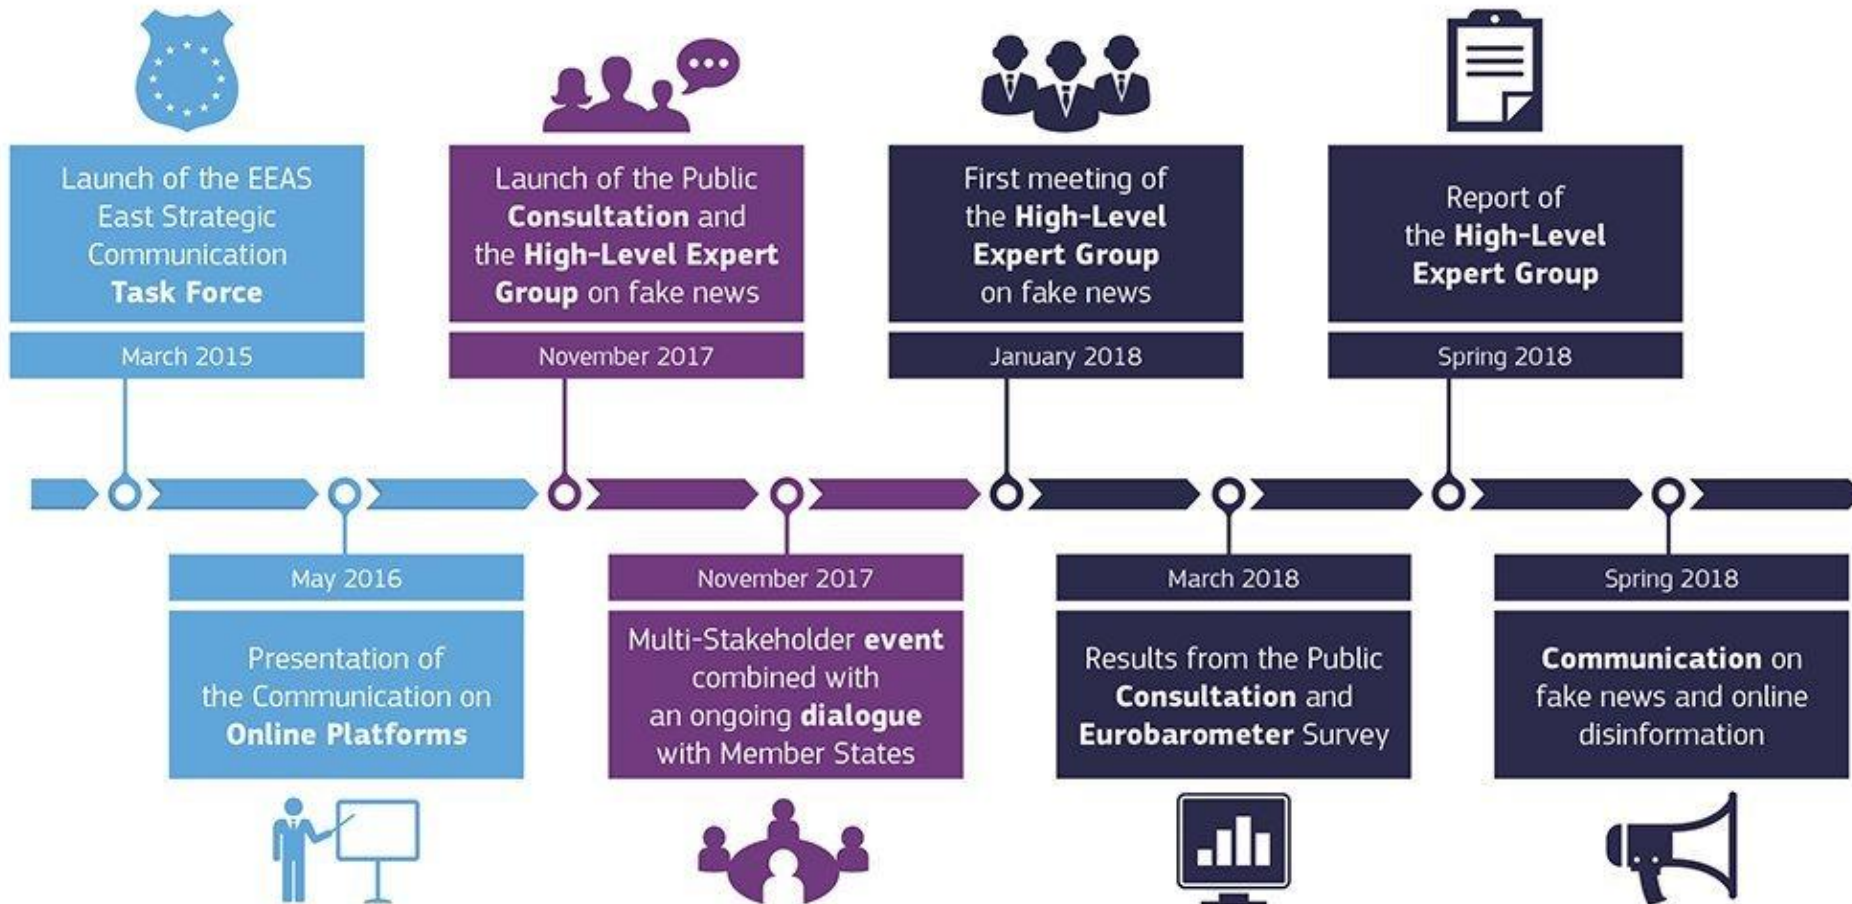 Launch of the EEAS
East Strategic
Communication
Task Force
March 2015
Launch of the Public
Consultation and
the High-Level Expert
Group on fake news
November 2017
First meeting of
the High-Level
Expert Group
on fake news
January 2018
Report of
the High-Level
Expert Group
Spring 2018
May 2016
Presentation of
the Communication on
Online Platforms
November 2017
Multi-Stakeholder event
combined with
an ongoing dialogue
with Member States
March 2018
Results from the Public
Consultation and
Eurobarometer Survey
Spring 2018
Communication on
fake news and online
disinformation